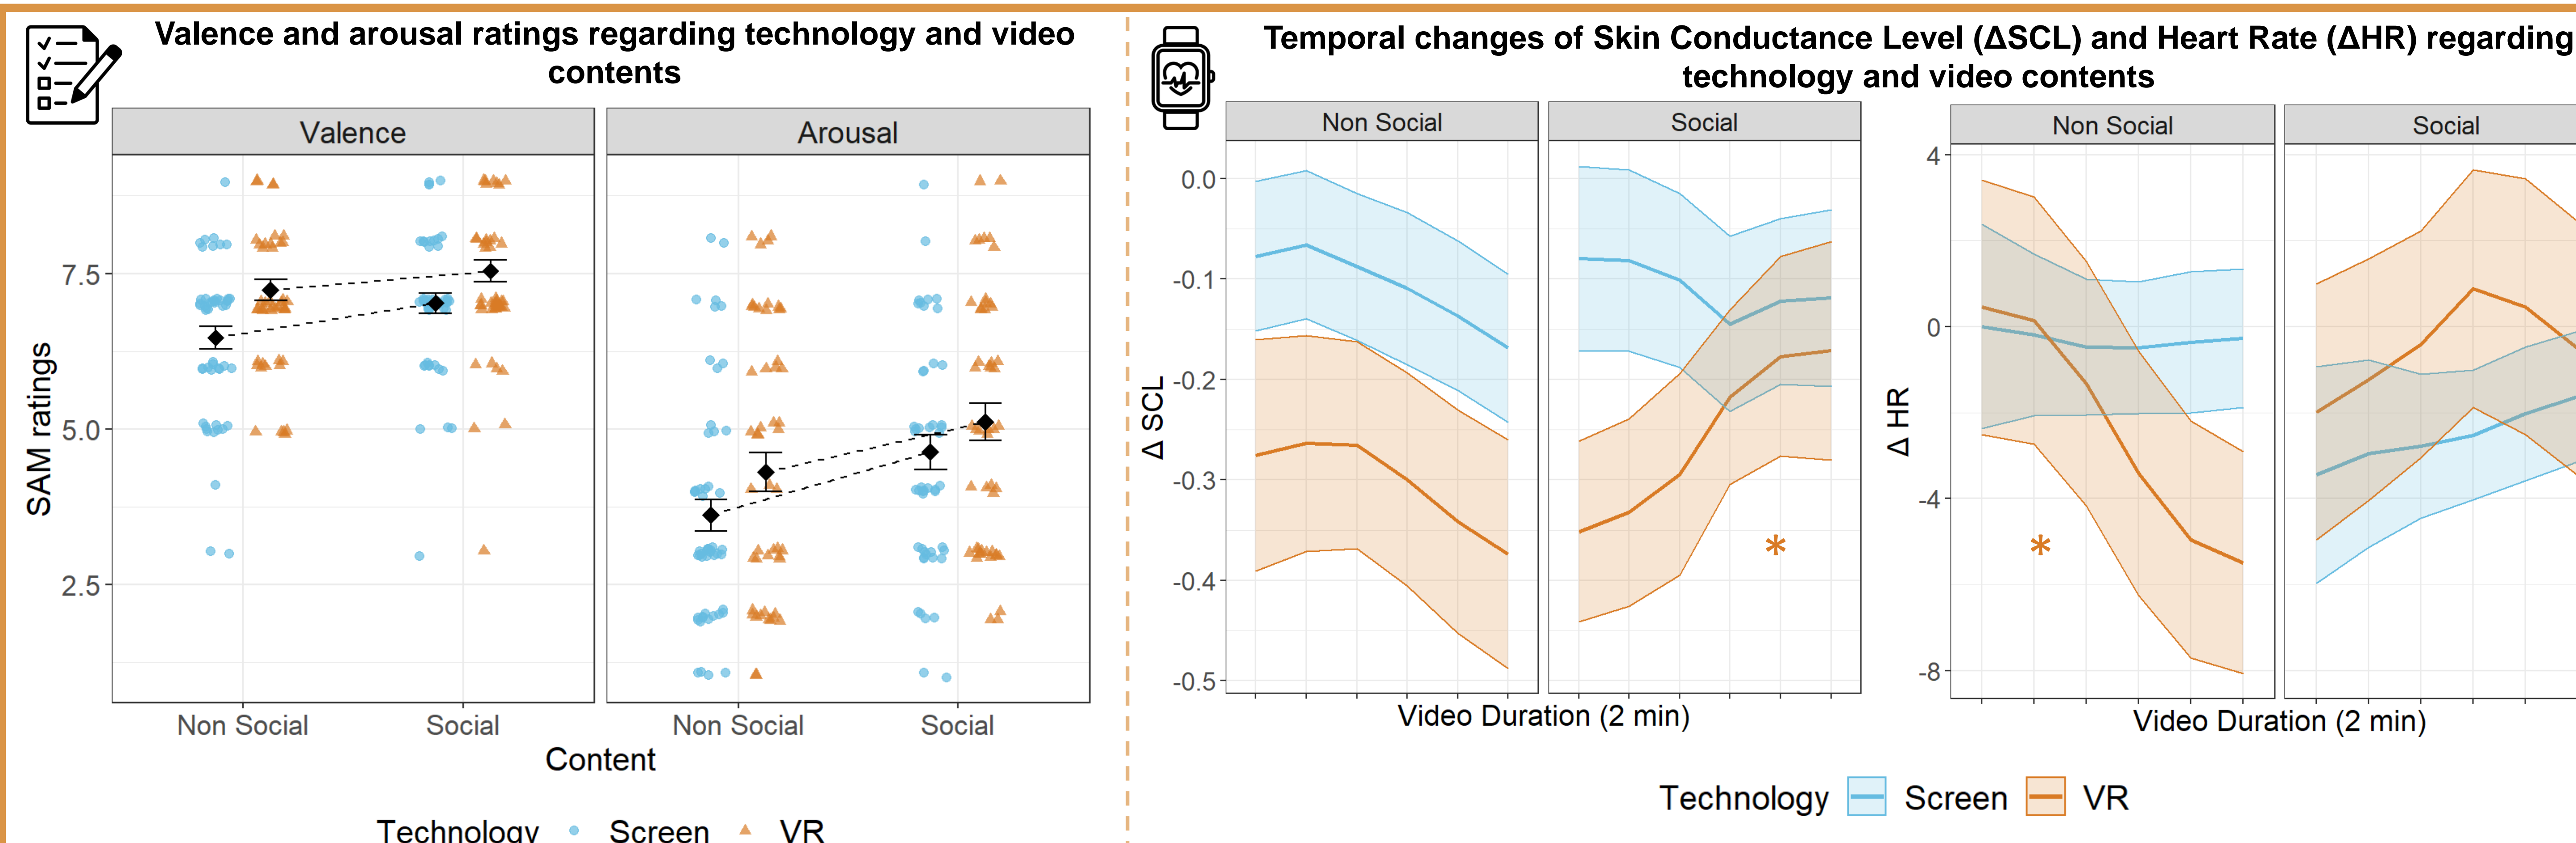 Valence and arousal ratings regarding technology and video
contents
Valence
Arousal
SAM ratings
7.5
5.0
2.5
Non Social
Social
Non Social
Social
Content
Technology
Screen
VR
Temporal changes of Skin Conductance Level (ΔSCL) and Heart Rate (ΔHR) regarding
technology and video contents
Non Social
Social
Δ SCL
0.0
-0.1
-0.2
-0.3
-0.4
-0.5
*
Video Duration (2 min)
Non Social
Social
Δ HR
4
0
-4
-8
*
Video Duration (2 min)
Technology
Screen
VR